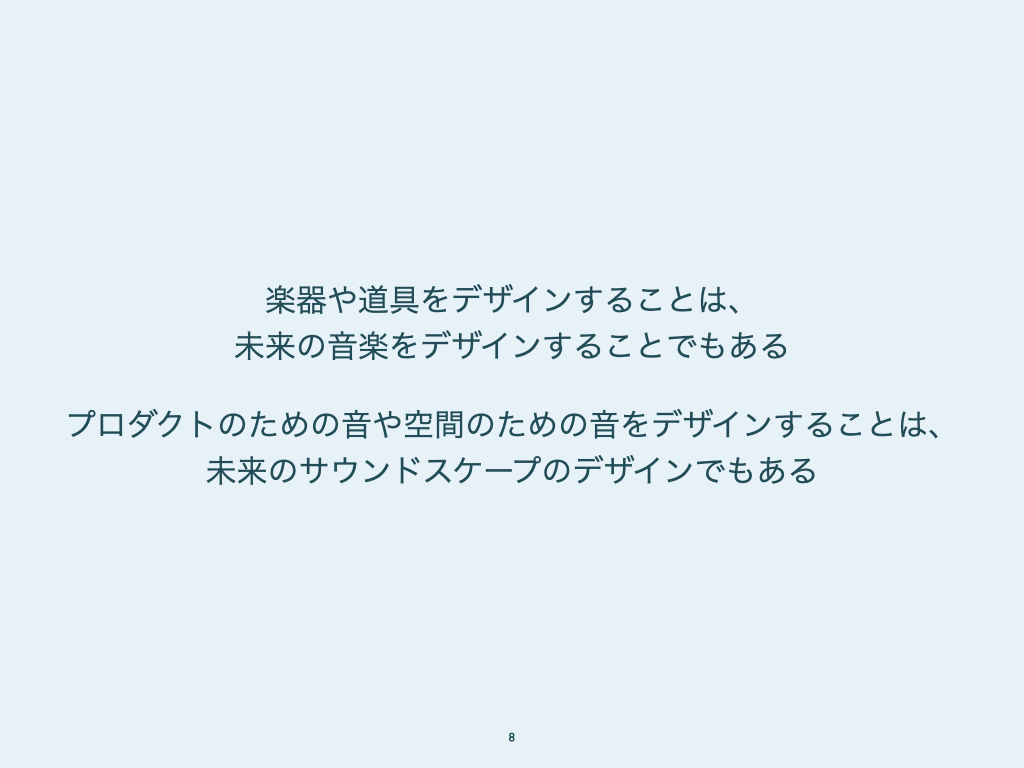 楽器や道具をデザインすることは、
未来の音楽をデザインすることでもある
プロダクトのための音や空間のための音をデザインすることは、
未来のサウンドスケープのデザインでもある
8